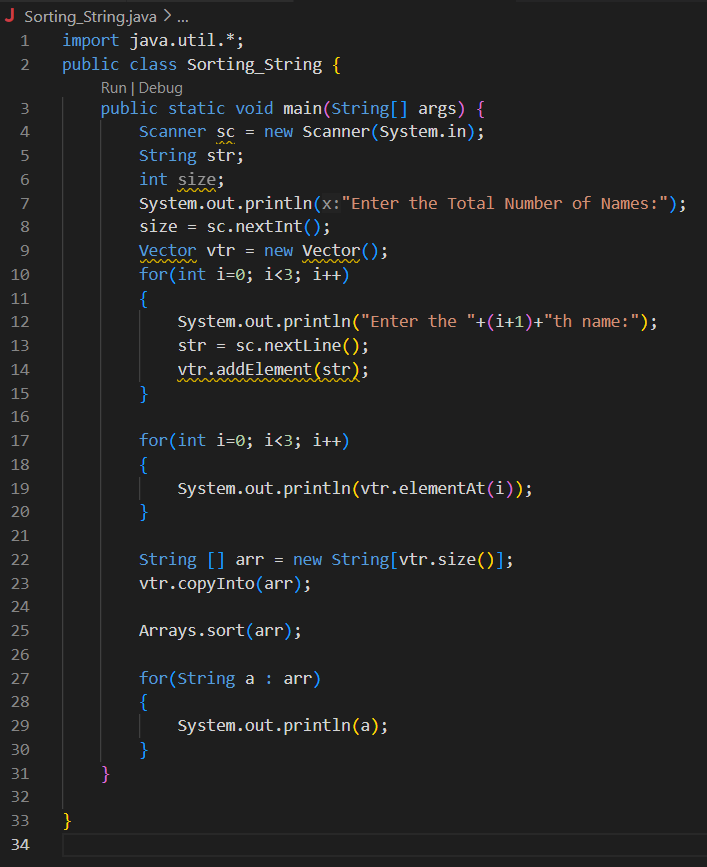 J Sorting_String.java > ...
1 import java.util.*;
2 public class Sorting_String {
Run | Debug
3 public static void main(String[] args) {
4 Scanner sc = new Scanner(System.in);
5 String str;
6 int size;
7 System.out.println(x:"Enter the Total Number of Names:");
8 size = sc.nextInt();
9 Vector vtr = new Vector();
10 for(int i=0; i<3; i++)
11 {
12 System.out.println("Enter the "+(i+1)+"th name:");
13 str = sc.nextLine();
14 vtr.addElement(str);
15 }
16
17 for(int i=0; i<3; i++)
18 {
19 System.out.println(vtr.elementAt(i));
20 }
21
22 String [] arr = new String[vtr.size()];
23 vtr.copyInto(arr);
24
25 Arrays.sort(arr);
26
27 for(String a : arr)
28 {
29 System.out.println(a);
30 }
31 }
32
33 }
34